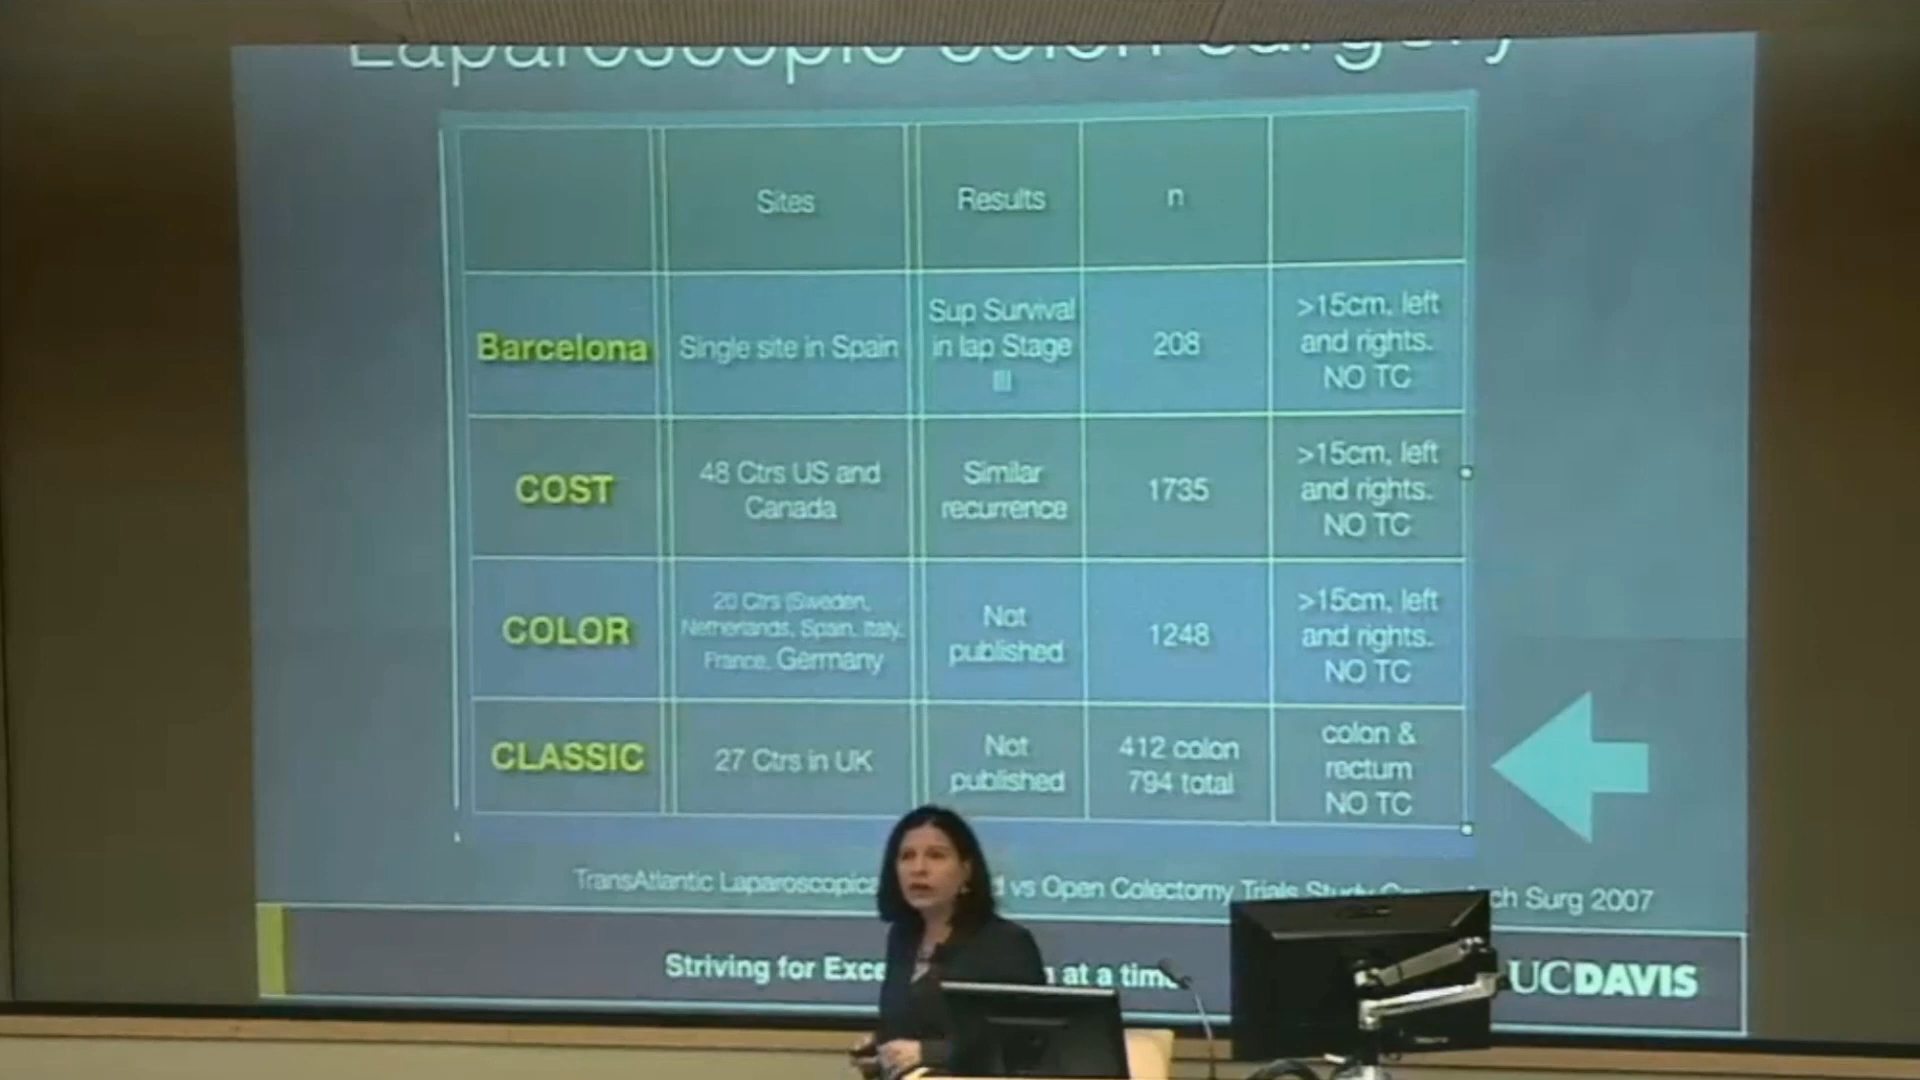 Laparoscopic colon surgery
Sites
Results
n
Barcelona
Single site in Spain
Sup Survival
in lap Stage
III
208
>15cm, left
and rights.
NO TC
COST
48 Ctrs US and
Canada
Similar
recurrence
1735
>15cm, left
and rights.
NO TC
COLOR
20 Ctrs (Sweden,
Netherlands, Spain, Italy,
France, Germany
Not
published
1248
>15cm, left
and rights.
NO TC
CLASSIC
27 Ctrs in UK
Not
published
412 colon
794 total
colon &
rectum
NO TC
TransAtlantic Laparoscopica d vs Open Colectomy Trials Study ch Surg 2007
Striving for Exce at a time
UCDAVIS